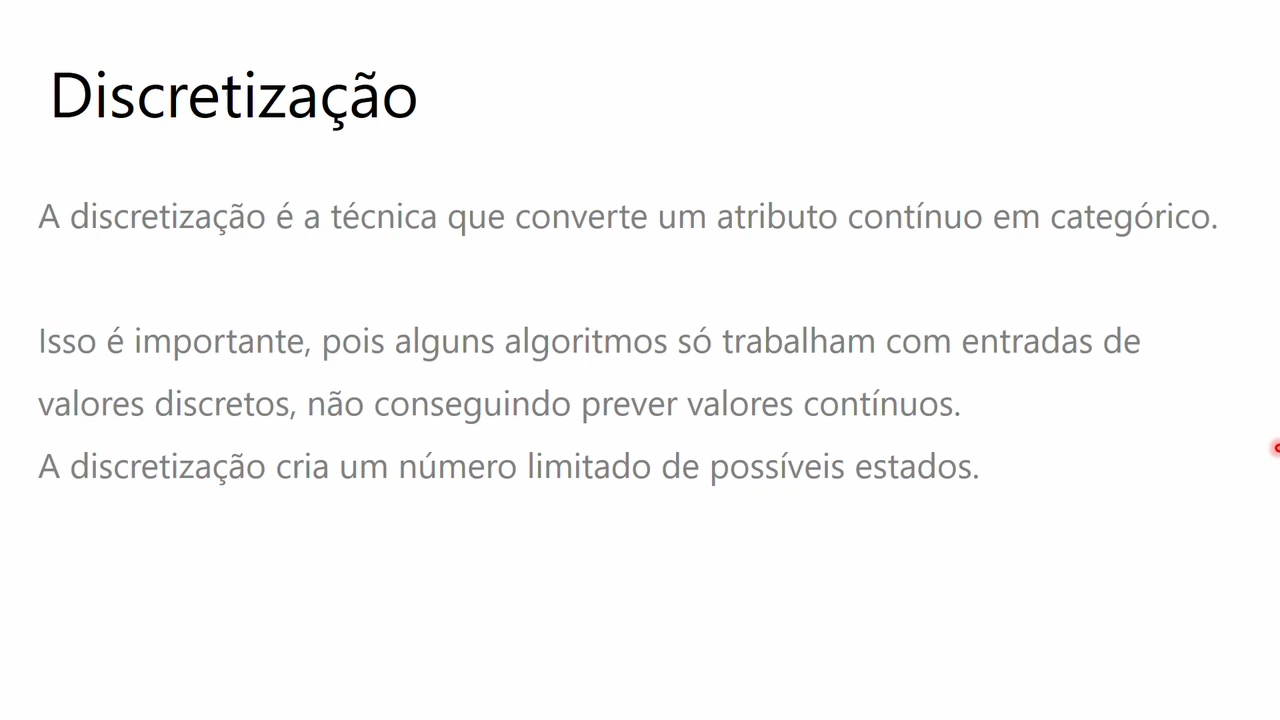 Discretização
A discretização é a técnica que converte um atributo contínuo em categórico.
Isso é importante, pois alguns algoritmos só trabalham com entradas de
valores discretos, não conseguindo prever valores contínuos.
A discretização cria um número limitado de possíveis estados.